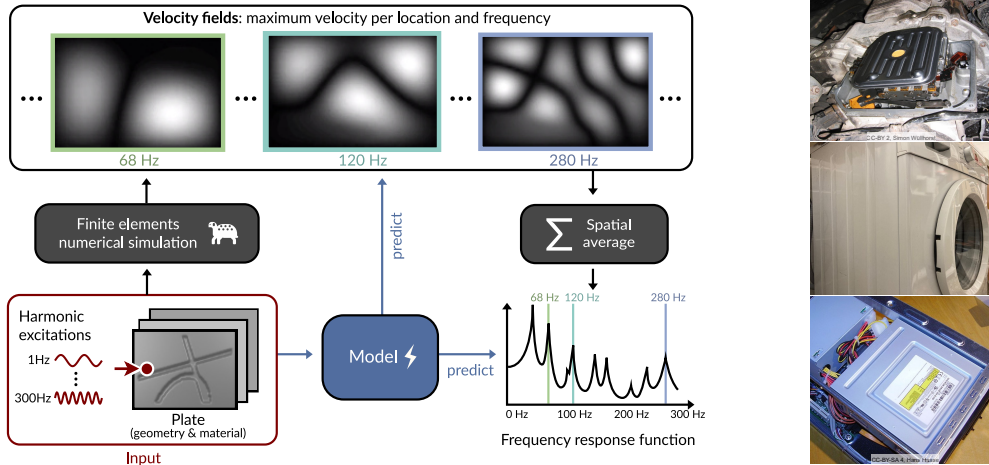 Velocity fields: maximum velocity per location and frequency
68 Hz
120 Hz
280 Hz
Finite elements
numerical simulation
predict
Spatial
average
Harmonic
excitations
1Hz
300Hz
Plate
(geometry & material)
Input
Model
predict
68 Hz
120 Hz
280 Hz
0 Hz
100 Hz
200 Hz
300 Hz
Frequency response function
CC-BY 2, Simon Wüllhorst
CC-BY-SA 4, Hans Haase